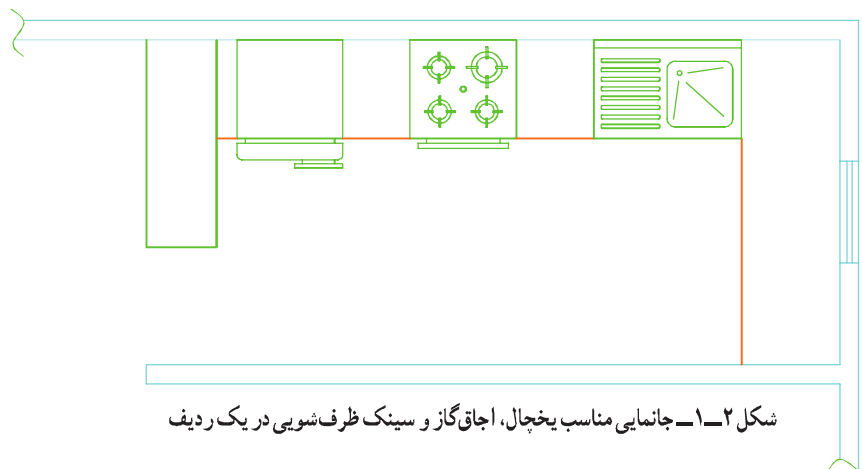 شکل ۲ــ۱ــ جانمایی مناسب یخچال، اجاق‌گاز و سینک ظرف‌شویی در یک ردیف